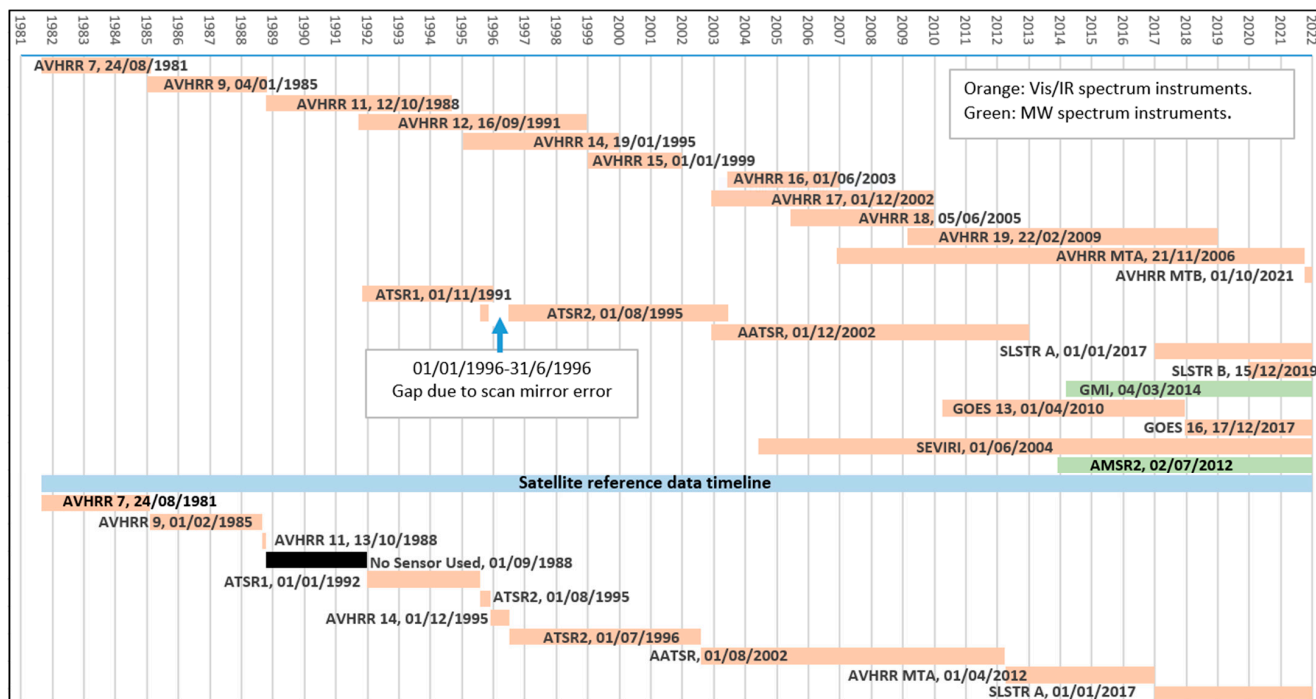 1981 1982 1983 1984 1985 1986 1987 1988 1989 1990 1991 1992 1993 1994 1995 1996 1997 1998 1999 2000 2001 2002 2003 2004 2005 2006 2007 2008 2009 2010 2011 2012 2013 2014 2015 2016 2017 2018 2019 2020 2021 2022
AVHRR 7, 24/08/1981
Orange: Vis/IR spectrum instruments.
Green: MW spectrum instruments.
AVHRR 9, 04/01/1985
AVHRR 11, 12/10/1988
AVHRR 12, 16/09/1991
AVHRR 14, 19/01/1995
AVHRR 15, 01/01/1999
AVHRR 16, 01/06/2003
AVHRR 17, 01/12/2002
AVHRR 18, 05/06/2005
AVHRR 19, 22/02/2009
AVHRR MTA, 21/11/2006
AVHRR MTB, 01/10/2021
ATSR1, 01/11/1991
ATSR2, 01/08/1995
AATSR, 01/12/2002
SLSTR A, 01/01/2017
01/01/1996-31/6/1996
Gap due to scan mirror error
SLSTR B, 15/12/2019
GMI, 04/03/2014
GOES 13, 01/04/2010
GOES 16, 17/12/2017
SEVIRI, 01/06/2004
AMSR2, 02/07/2012
Satellite reference data timeline
AVHRR 7, 24/08/1981
AVHRR 9, 01/02/1985
AVHRR 11, 13/10/1988
No Sensor Used, 01/09/1988
ATSR1, 01/01/1992
ATSR2, 01/08/1995
AVHRR 14, 01/12/1995
ATSR2, 01/07/1996
AATSR, 01/08/2002
AVHRR MTA, 01/04/2012
SLSTR A, 01/01/2017